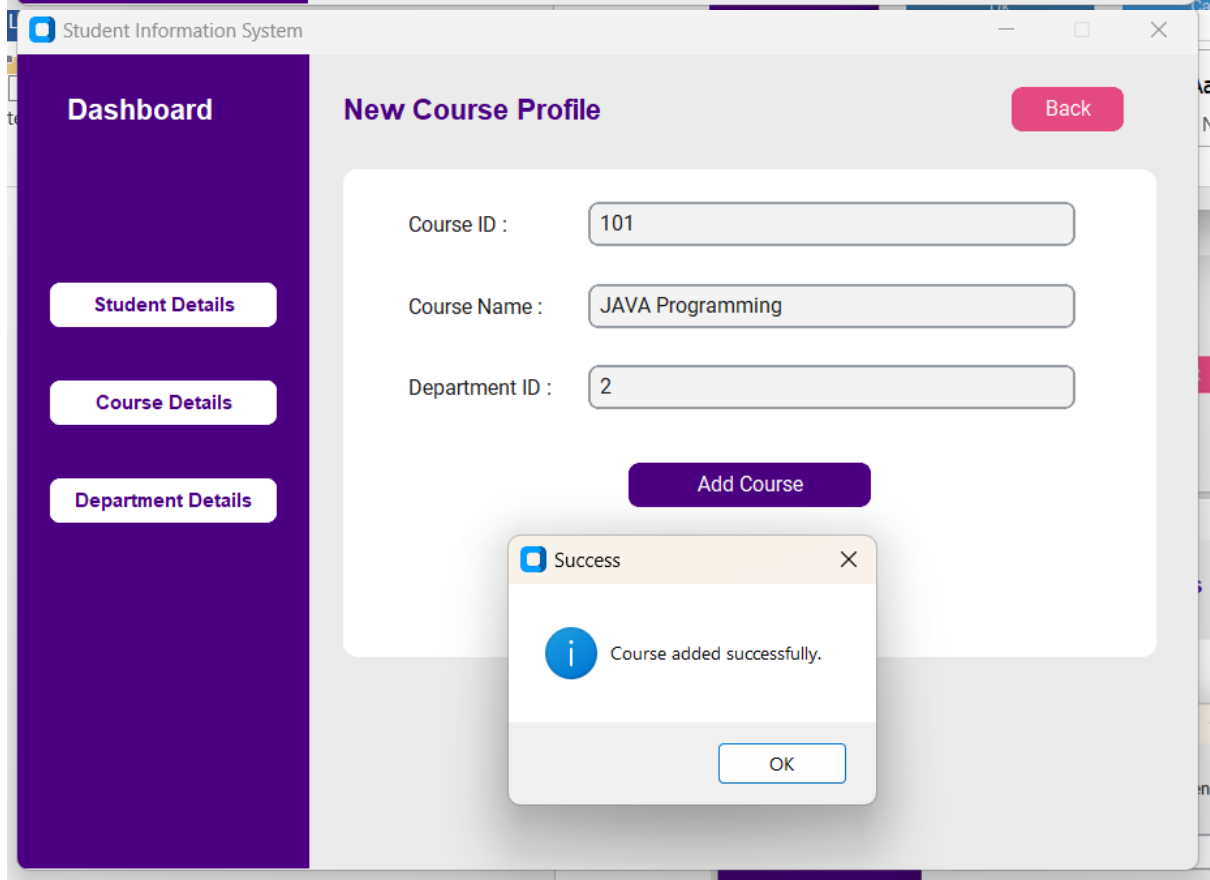 Student Information System
Dashboard
New Course Profile
Back
Course ID :
101
Student Details
Course Name :
JAVA Programming
Course Details
Department ID :
2
Department Details
Add Course
Success
Course added successfully.
OK